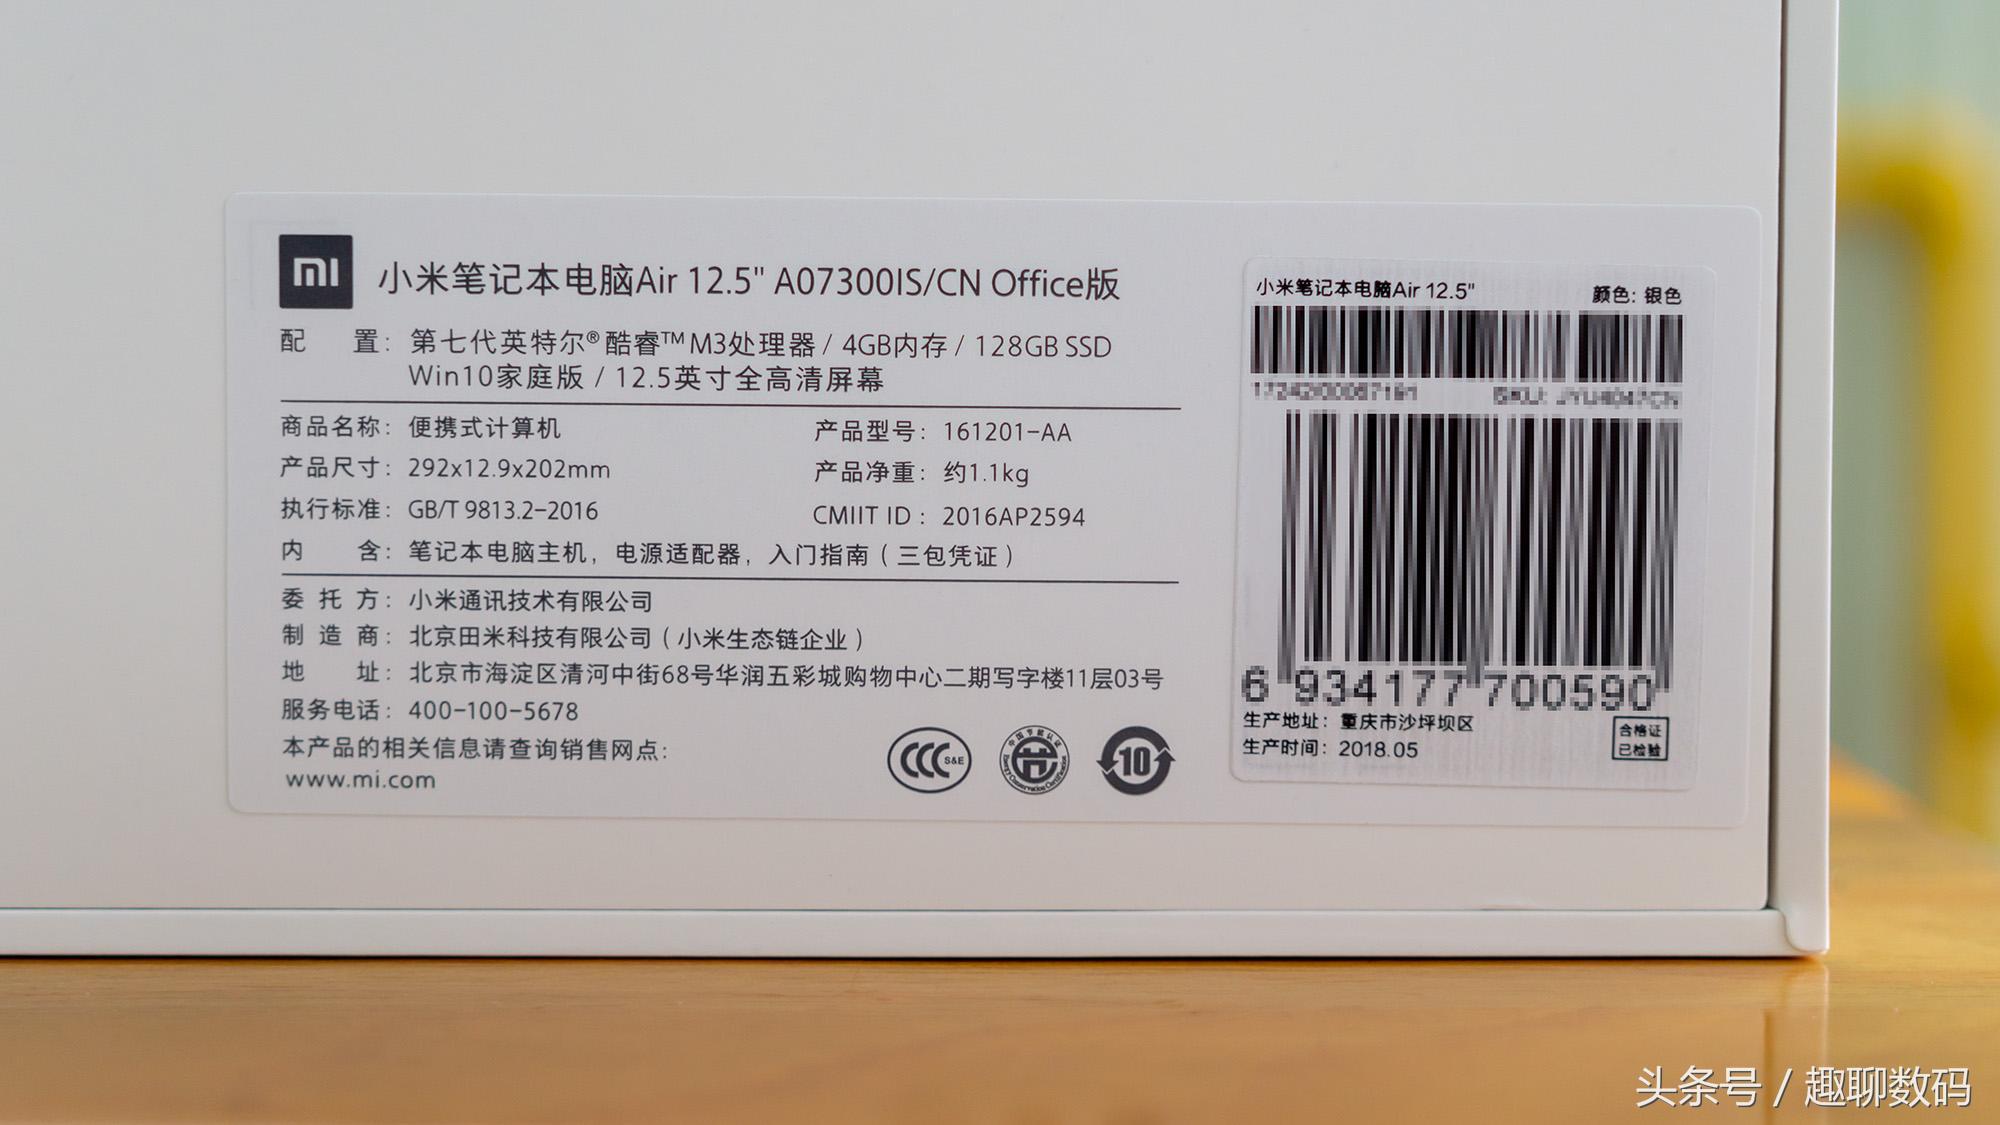 mi
小米笔记本电脑Air 12.5" A07300IS/CN Office版
配 置：第七代英特尔®酷睿™M3处理器 / 4GB内存 / 128GB SSD
Win10家庭版 / 12.5英寸全高清屏幕
商品名称：便携式计算机 产品型号：161201-AA
产品尺寸：292x12.9x202mm 产品净重：约1.1kg
执行标准：GB/T 9813.2-2016 CMIIT ID：2016AP2594
内 含：笔记本电脑主机，电源适配器，入门指南（三包凭证）
委 托 方：小米通讯技术有限公司
制 造 商：北京田米科技有限公司（小米生态链企业）
地 址：北京市海淀区清河中街68号华润五彩城购物中心二期写字楼11层03号
服务电话：400-100-5678
本产品的相关信息请查询销售网点：
www.mi.com
CCC S&E
中国节能认证
Energy Conservation Certification
10
小米笔记本电脑Air 12.5" 颜色: 银色
6 934177 700590
生产地址：重庆市沙坪坝区
生产时间：2018.05
合格证
已检验
头条号 / 趣聊数码